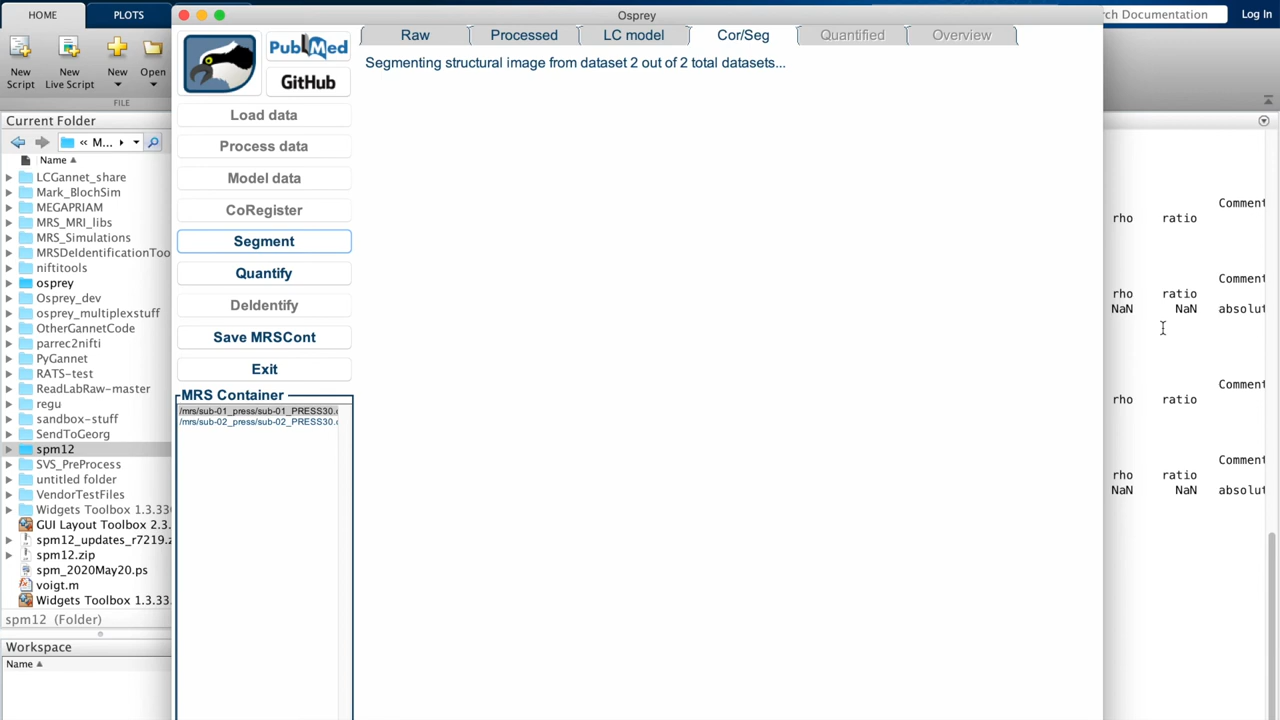 HOME
PLOTS
Osprey
ch Documentation
Log In
New Script
New Live Script
New
Open
FILE
PubMed
GitHub
Raw
Processed
LC model
Cor/Seg
Quantified
Overview
Segmenting structural image from dataset 2 out of 2 total datasets...
Load data
Process data
Model data
CoRegister
Segment
Quantify
DeIdentify
Save MRSCont
Exit
MRS Container
/mrs/sub-01_press/sub-01_PRESS30.
/mrs/sub-02_press/sub-02_PRESS30.
Current Folder
« M...
Name
LCGannet_share
Mark_BlochSim
MEGAPRIAM
MRS_MRI_libs
MRS_Simulations
MRSDeIdentificationToo
niftitools
osprey
Osprey_dev
osprey_multiplexstuff
OtherGannetCode
parrec2nifti
PyGannet
RATS-test
ReadLabRaw-master
regu
sandbox-stuff
SendToGeorg
spm12
SVS_PreProcess
untitled folder
VendorTestFiles
Widgets Toolbox 1.3.33
GUI Layout Toolbox 2.3.
spm12_updates_r7219.z
spm12.zip
spm_2020May20.ps
voigt.m
Widgets Toolbox 1.3.33.
spm12 (Folder)
Workspace
Name
Comment
rho ratio
Comment
rho ratio
NaN NaN absolut
Comment
rho ratio
Comment
rho ratio
NaN NaN absolut